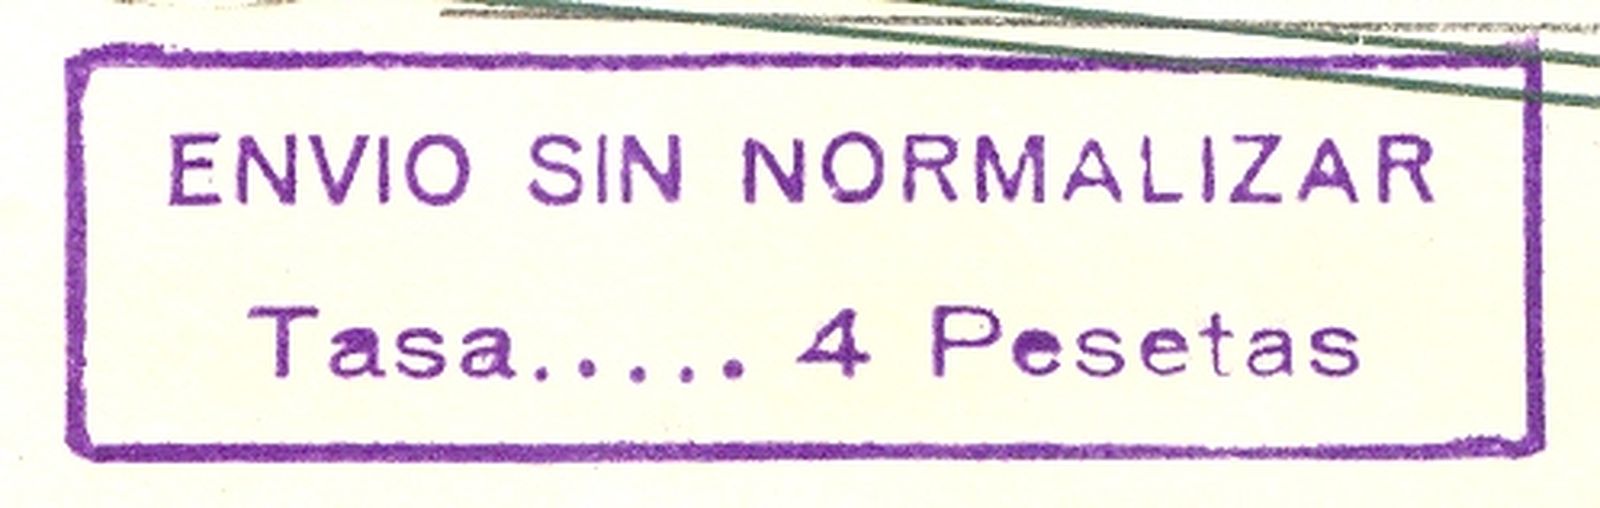 ENVIO SIN NORMALIZAR
Tasa..... 4 Pesetas